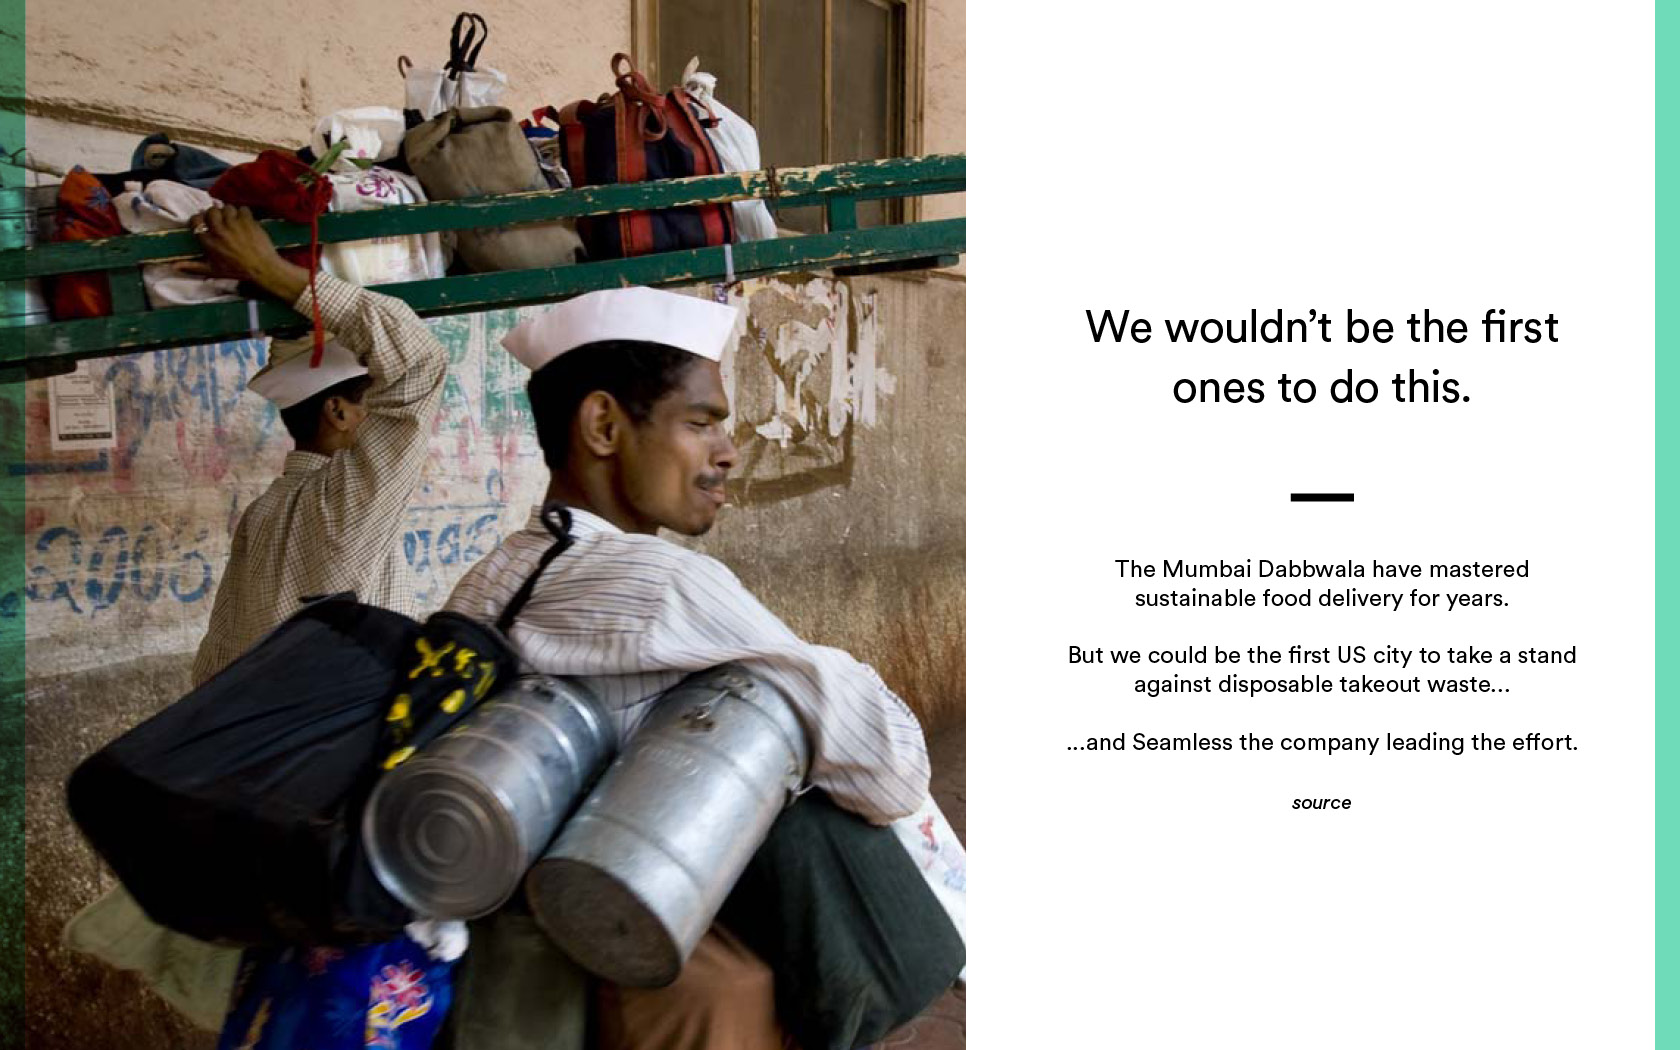 We wouldn’t be the first
ones to do this.
The Mumbai Dabbwala have mastered
sustainable food delivery for years.
But we could be the first US city to take a stand
against disposable takeout waste...
...and Seamless the company leading the effort.
source